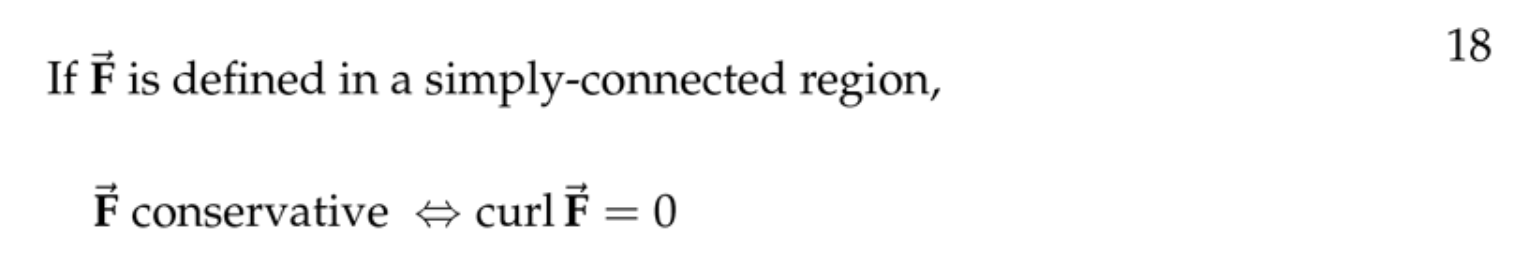 18
If F⃗ is defined in a simply-connected region,
F⃗ conservative ⇔ curl F⃗ = 0